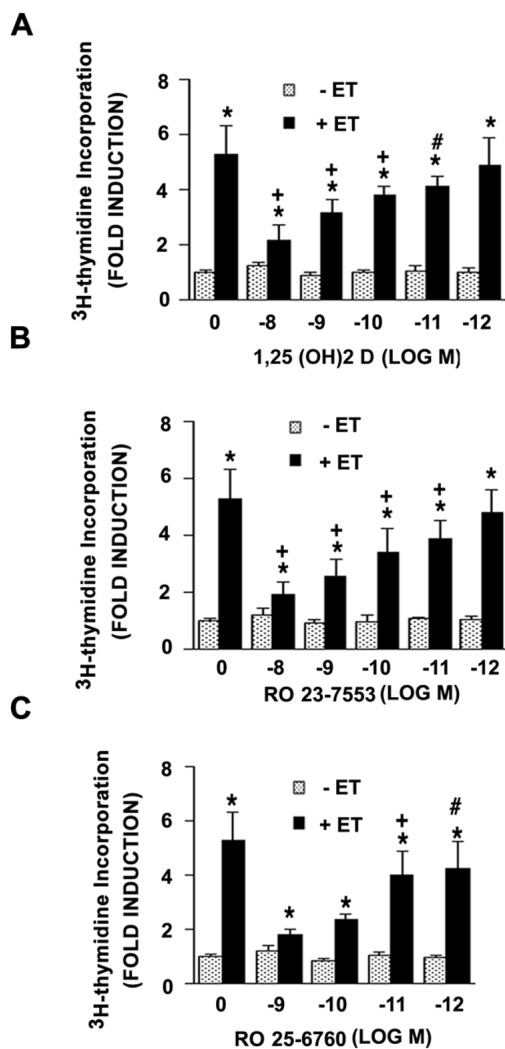 A
³H-thymidine Incorporation
(FOLD INDUCTION)
8
6
4
2
0
- ET
+ ET
*
+
*
+
*
+
*
#
*
*
0 -8 -9 -10 -11 -12
1,25 (OH)2 D (LOG M)
B
³H-thymidine Incorporation
(FOLD INDUCTION)
8
6
4
2
0
- ET
+ ET
*
+
*
+
*
+
*
+
*
*
0 -8 -9 -10 -11 -12
RO 23-7553 (LOG M)
C
³H-thymidine Incorporation
(FOLD INDUCTION)
8
6
4
2
0
- ET
+ ET
*
*
*
+
*
#
*
0 -9 -10 -11 -12
RO 25-6760 (LOG M)